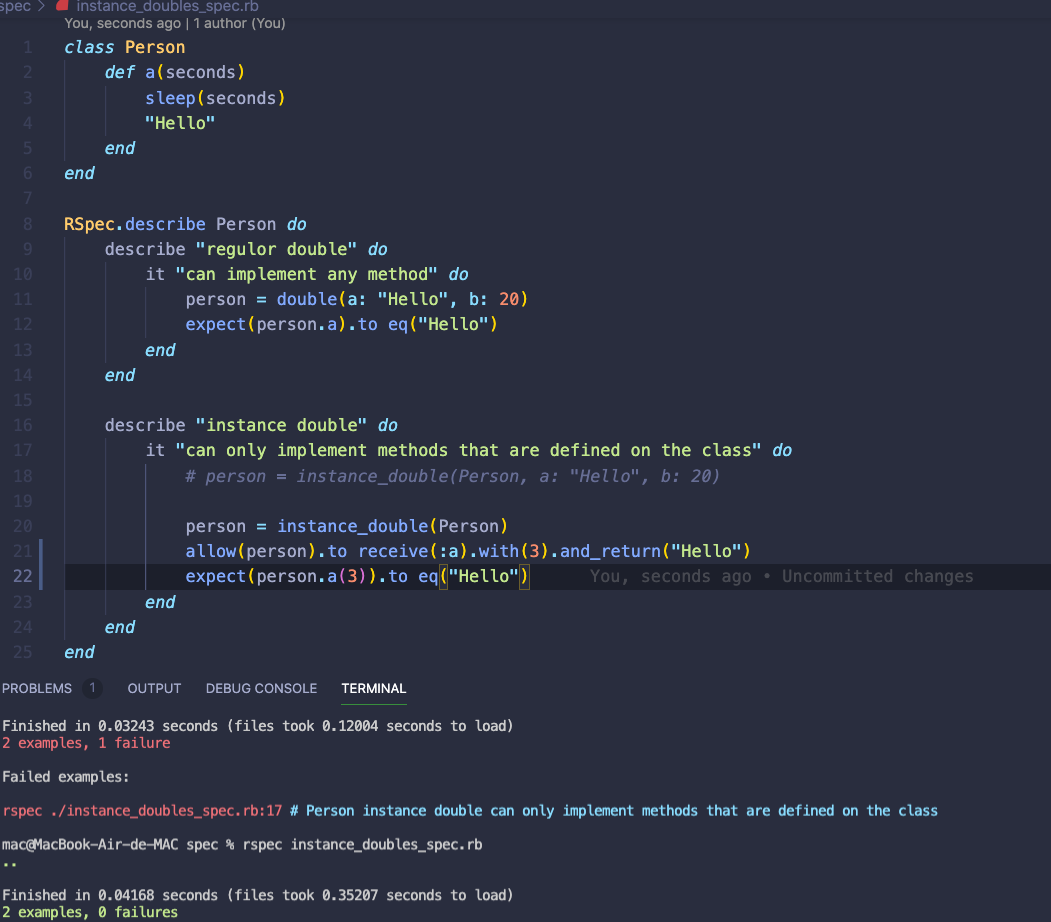 spec > instance_doubles_spec.rb
You, seconds ago | 1 author (You)
1 class Person
2 def a(seconds)
3 sleep(seconds)
4 "Hello"
5 end
6 end
7
8 RSpec.describe Person do
9 describe "regulor double" do
10 it "can implement any method" do
11 person = double(a: "Hello", b: 20)
12 expect(person.a).to eq("Hello")
13 end
14 end
15
16 describe "instance double" do
17 it "can only implement methods that are defined on the class" do
18 # person = instance_double(Person, a: "Hello", b: 20)
19
20 person = instance_double(Person)
21 allow(person).to receive(:a).with(3).and_return("Hello")
22 expect(person.a(3)).to eq("Hello") You, seconds ago • Uncommitted changes
23 end
24 end
25 end
PROBLEMS 1 OUTPUT DEBUG CONSOLE TERMINAL
Finished in 0.03243 seconds (files took 0.12004 seconds to load)
2 examples, 1 failure
Failed examples:
rspec ./instance_doubles_spec.rb:17 # Person instance double can only implement methods that are defined on the class
mac@MacBook-Air-de-MAC spec % rspec instance_doubles_spec.rb
..
Finished in 0.04168 seconds (files took 0.35207 seconds to load)
2 examples, 0 failures